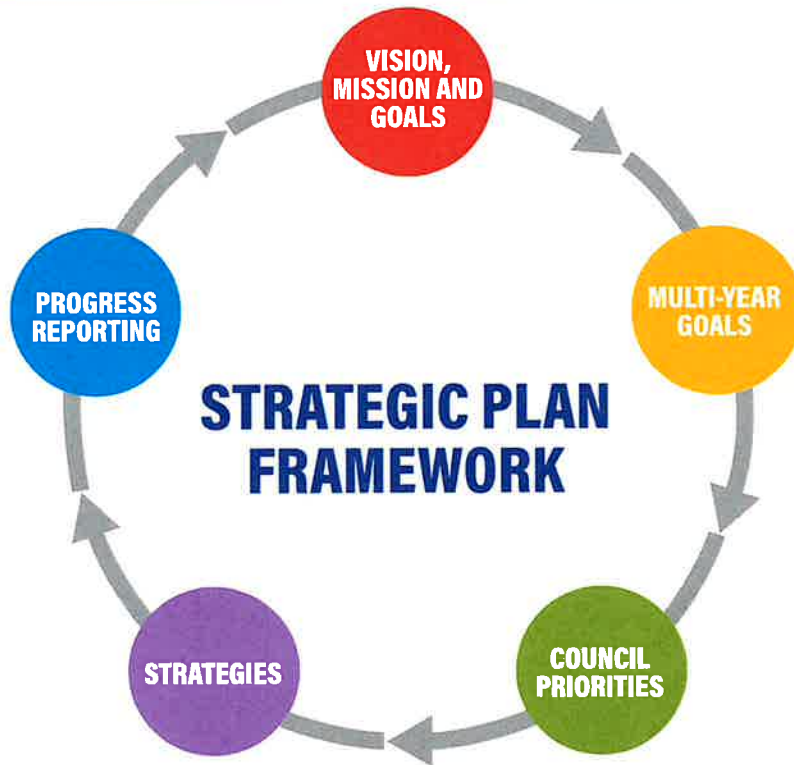 VISION,
MISSION AND
GOALS
PROGRESS
REPORTING
MULTI-YEAR
GOALS
STRATEGIC PLAN
FRAMEWORK
STRATEGIES
COUNCIL
PRIORITIES